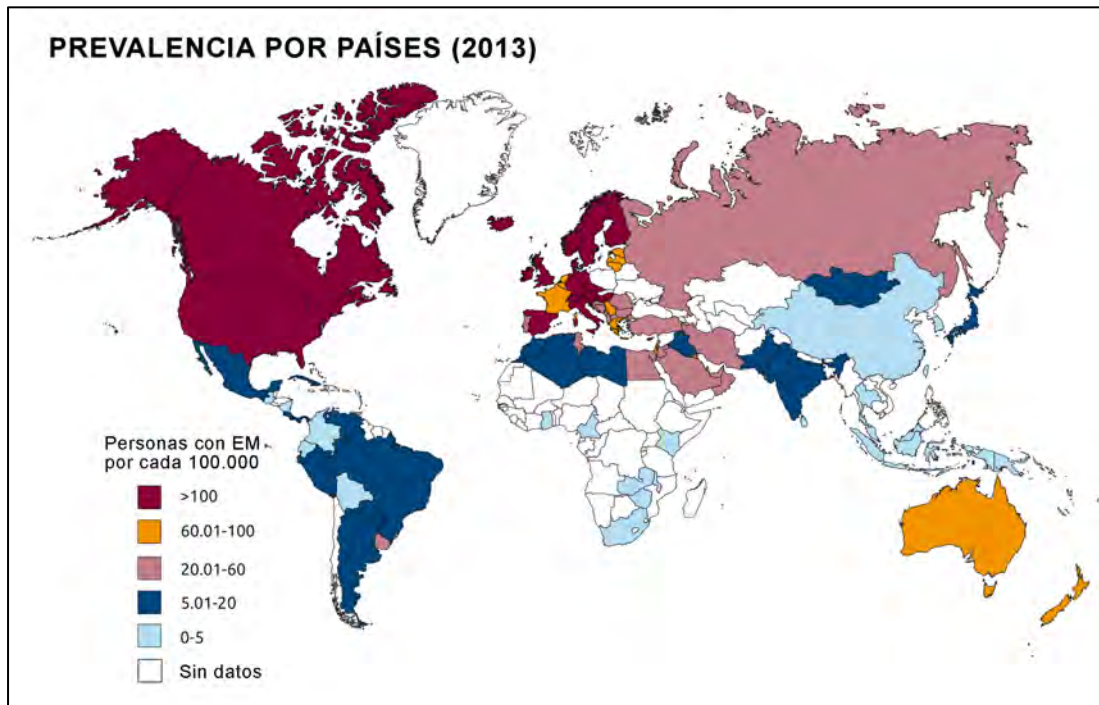 PREVALENCIA POR PAÍSES (2013)
Personas con EM
por cada 100.000
>100
60.01-100
20.01-60
5.01-20
0-5
Sin datos